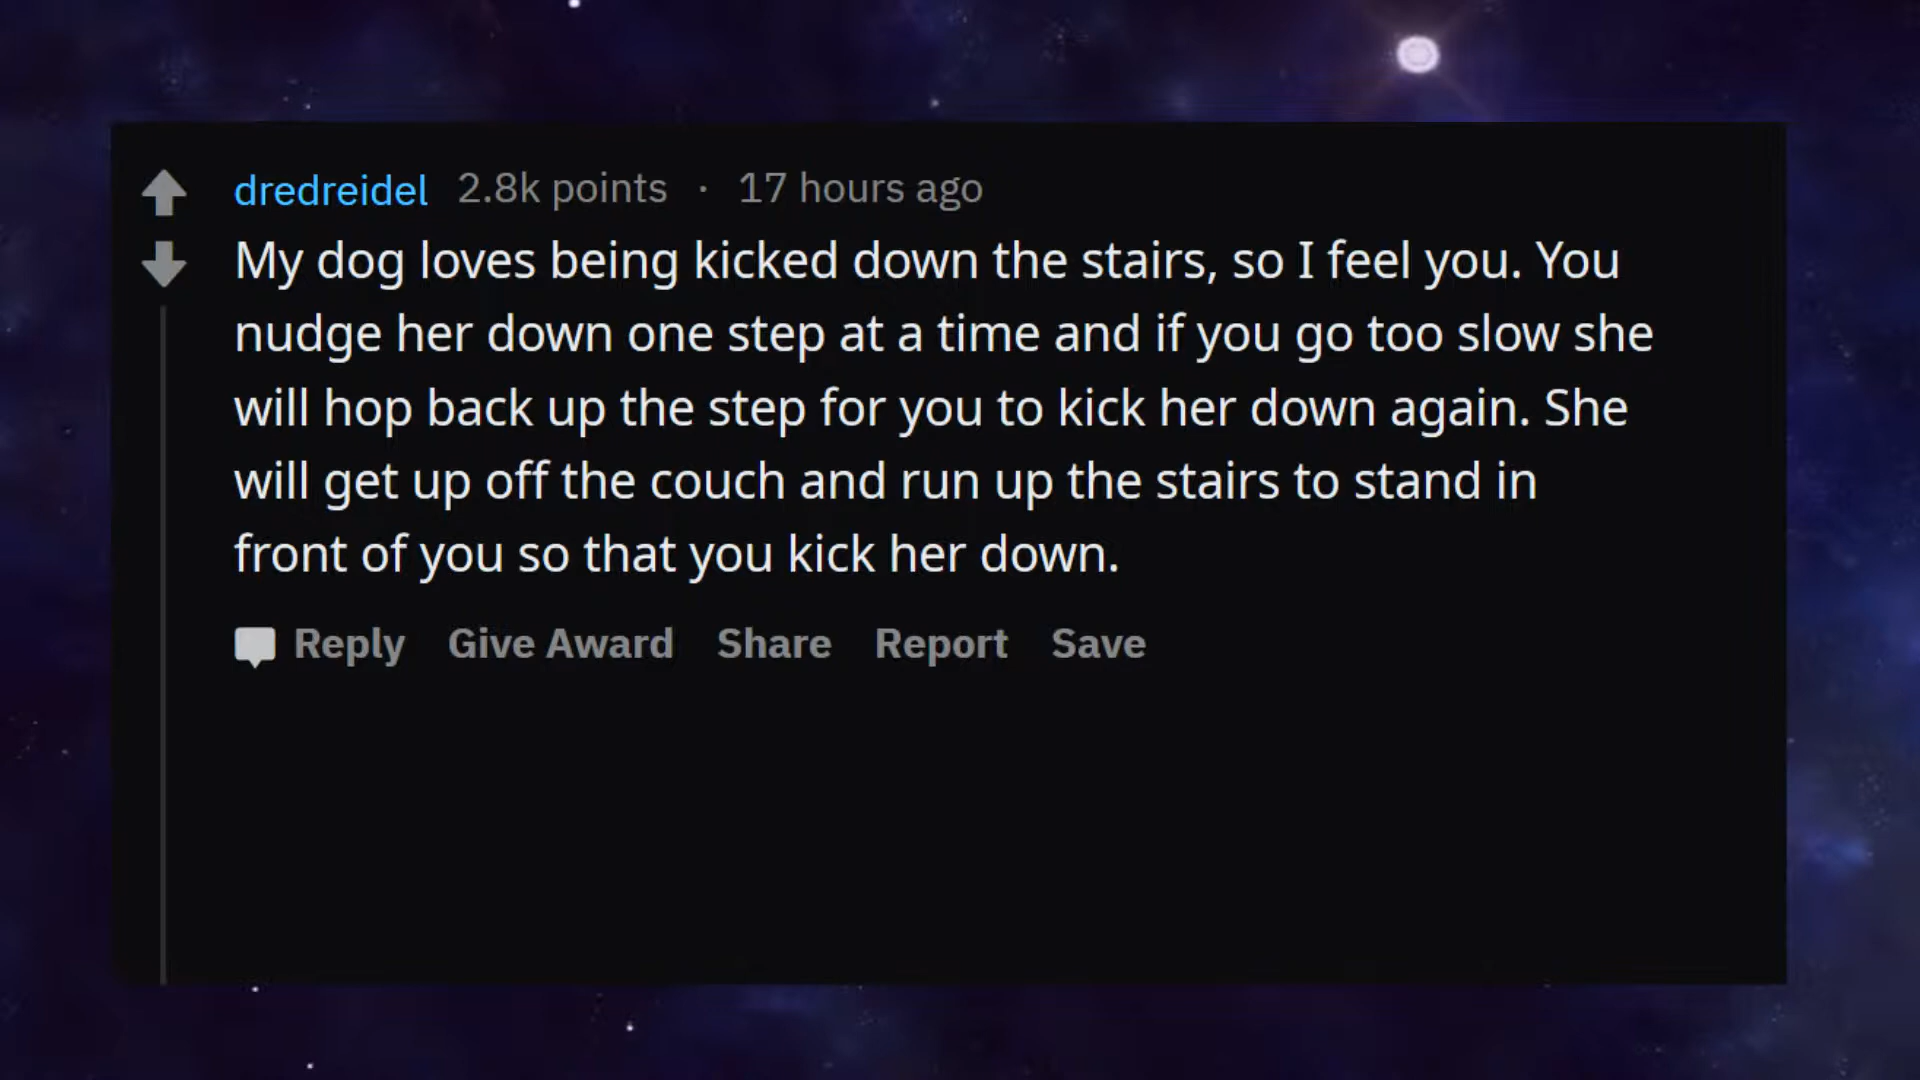 dredreidel 2.8k points · 17 hours ago
My dog loves being kicked down the stairs, so I feel you. You
nudge her down one step at a time and if you go too slow she
will hop back up the step for you to kick her down again. She
will get up off the couch and run up the stairs to stand in
front of you so that you kick her down.
Reply Give Award Share Report Save